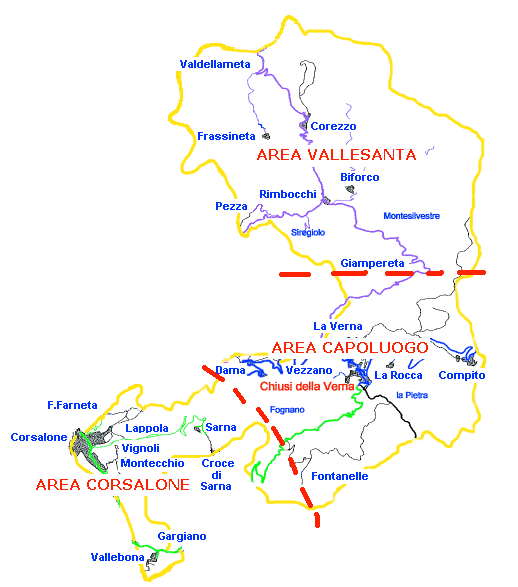 Valdellameta
Corezzo
Frassineta
AREA VALLESANTA
Biforco
Rimbocchi
Pezza
Montesilvestre
Siregiolo
Giampereta
La Verna
AREA CAPOLUOGO
Dama
Vezzano
La Rocca
Compito
Chiusi della Verna
la Pietra
F.Farneta
Fognano
Lappola
Sarna
Corsalone
Vignoli
Montecchio
Croce
di
Sarna
Fontanelle
AREA CORSALONE
Gargiano
Vallebona